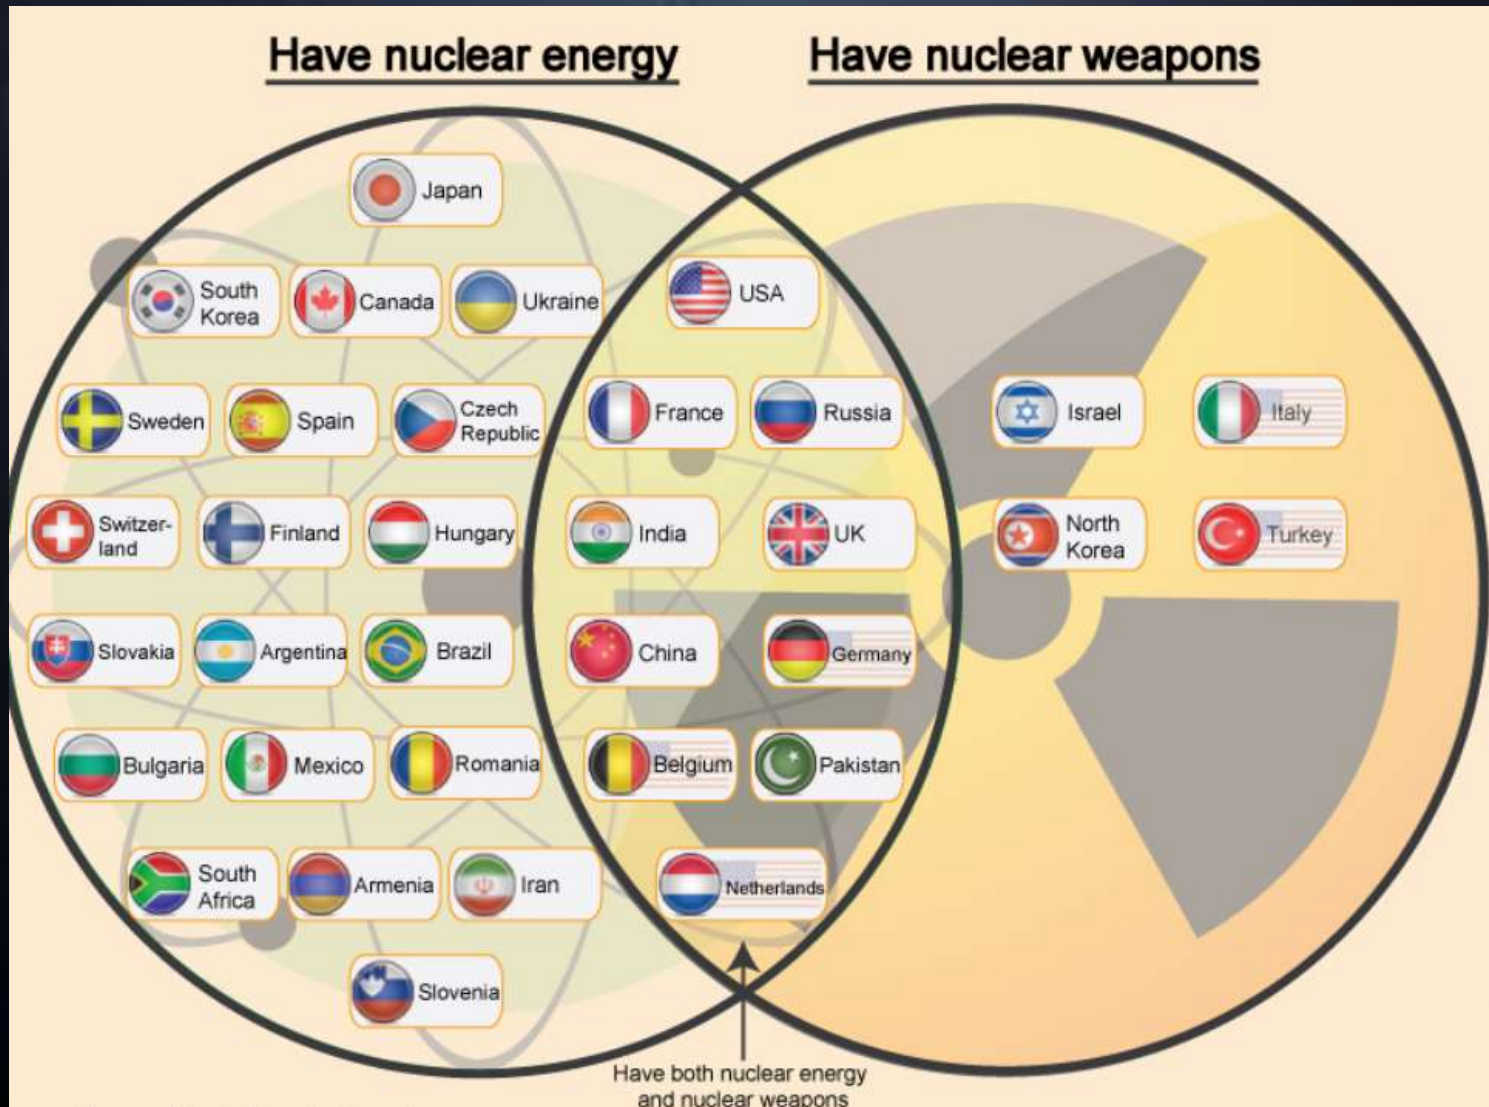 Have nuclear energy
Have nuclear weapons
Japan
South
Korea
Canada
Ukraine
USA
Sweden
Spain
Czech
Republic
France
Russia
Israel
Italy
Switzer-
land
Finland
Hungary
India
UK
North
Korea
Turkey
Slovakia
Argentina
Brazil
China
Germany
Bulgaria
Mexico
Romania
Belgium
Pakistan
South
Africa
Armenia
Iran
Netherlands
Slovenia
Have both nuclear energy
and nuclear weapons